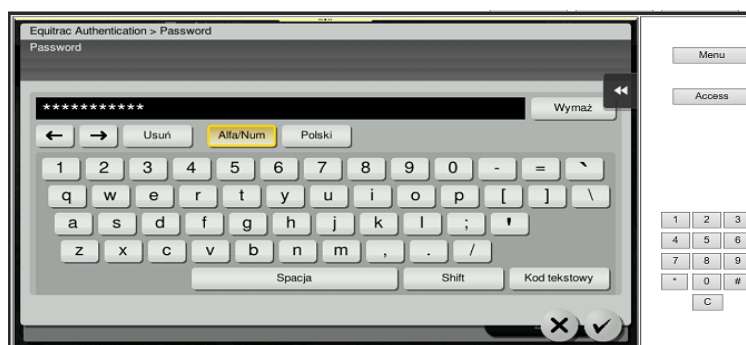 Equitrac Authentication > Password
Password
Menu
Access
*********** Wymaż
← → Usuń Alfa/Num Polski
1 2 3 4 5 6 7 8 9 0 - = `
q w e r t y u i o p [ ] \
a s d f g h j k l ; '
z x c v b n m , . /
Spacja Shift Kod tekstowy
1 2 3
4 5 6
7 8 9
* 0 #
C